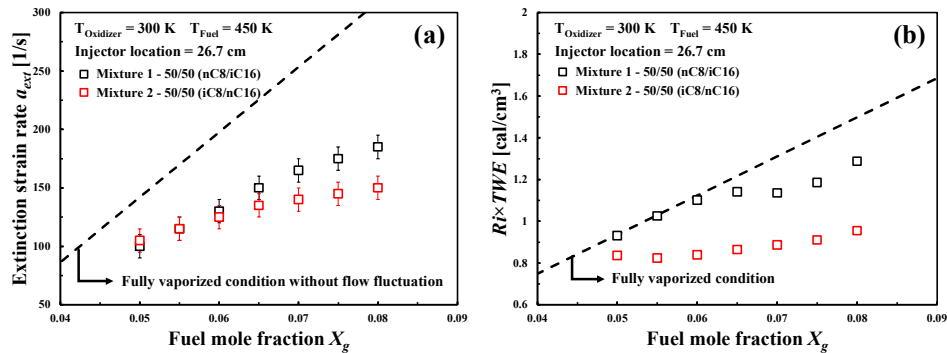 T_Oxidizer = 300 K T_Fuel = 450 K
(a)
Injector location = 26.7 cm
Mixture 1 - 50/50 (nC8/iC16)
Mixture 2 - 50/50 (iC8/nC16)
Extinction strain rate a_ext [1/s]
300
250
200
150
100
50
Fully vaporized condition without flow fluctuation
0.04 0.05 0.06 0.07 0.08 0.09
Fuel mole fraction X_g
T_Oxidizer = 300 K T_Fuel = 450 K
(b)
Injector location = 26.7 cm
Mixture 1 - 50/50 (nC8/iC16)
Mixture 2 - 50/50 (iC8/nC16)
Ri×TWE [cal/cm³]
2
1.8
1.6
1.4
1.2
1
0.8
0.6
Fully vaporized condition
0.04 0.05 0.06 0.07 0.08 0.09
Fuel mole fraction X_g